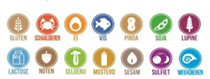 GLUTEN SCHAALDIEREN EI VIS PINDA SOJA LUPINE
LACTOSE NOTEN SELDERIJ MOSTERD SESAM SULFIET WEEKDIEREN